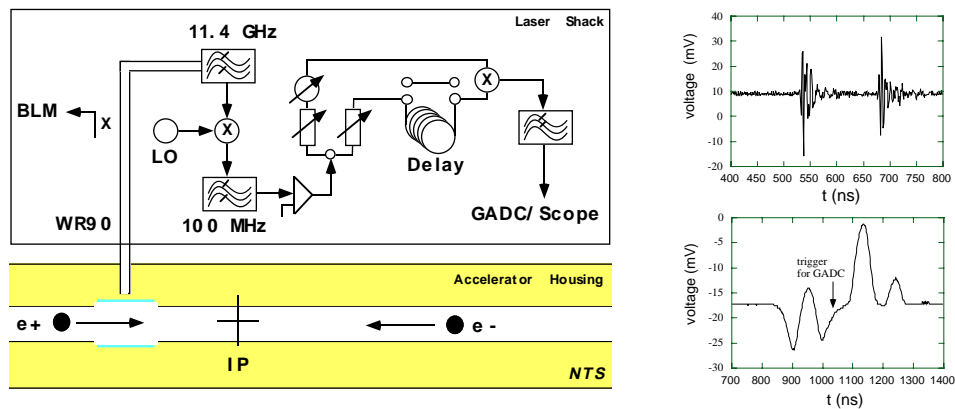 Laser Shack
11.4 GHz
BLM
X
X
LO
X
Delay
WR90
100 MHz
GADC/ Scope
Accelerator Housing
e+
e-
IP
NTS
voltage (mV)
40
30
20
10
0
-10
-20
400 450 500 550 600 650 700 750 800
t (ns)
voltage (mV)
0
-5
-10
-15
-20
-25
-30
trigger
for GADC
700 800 900 1000 1100 1200 1300 1400
t (ns)